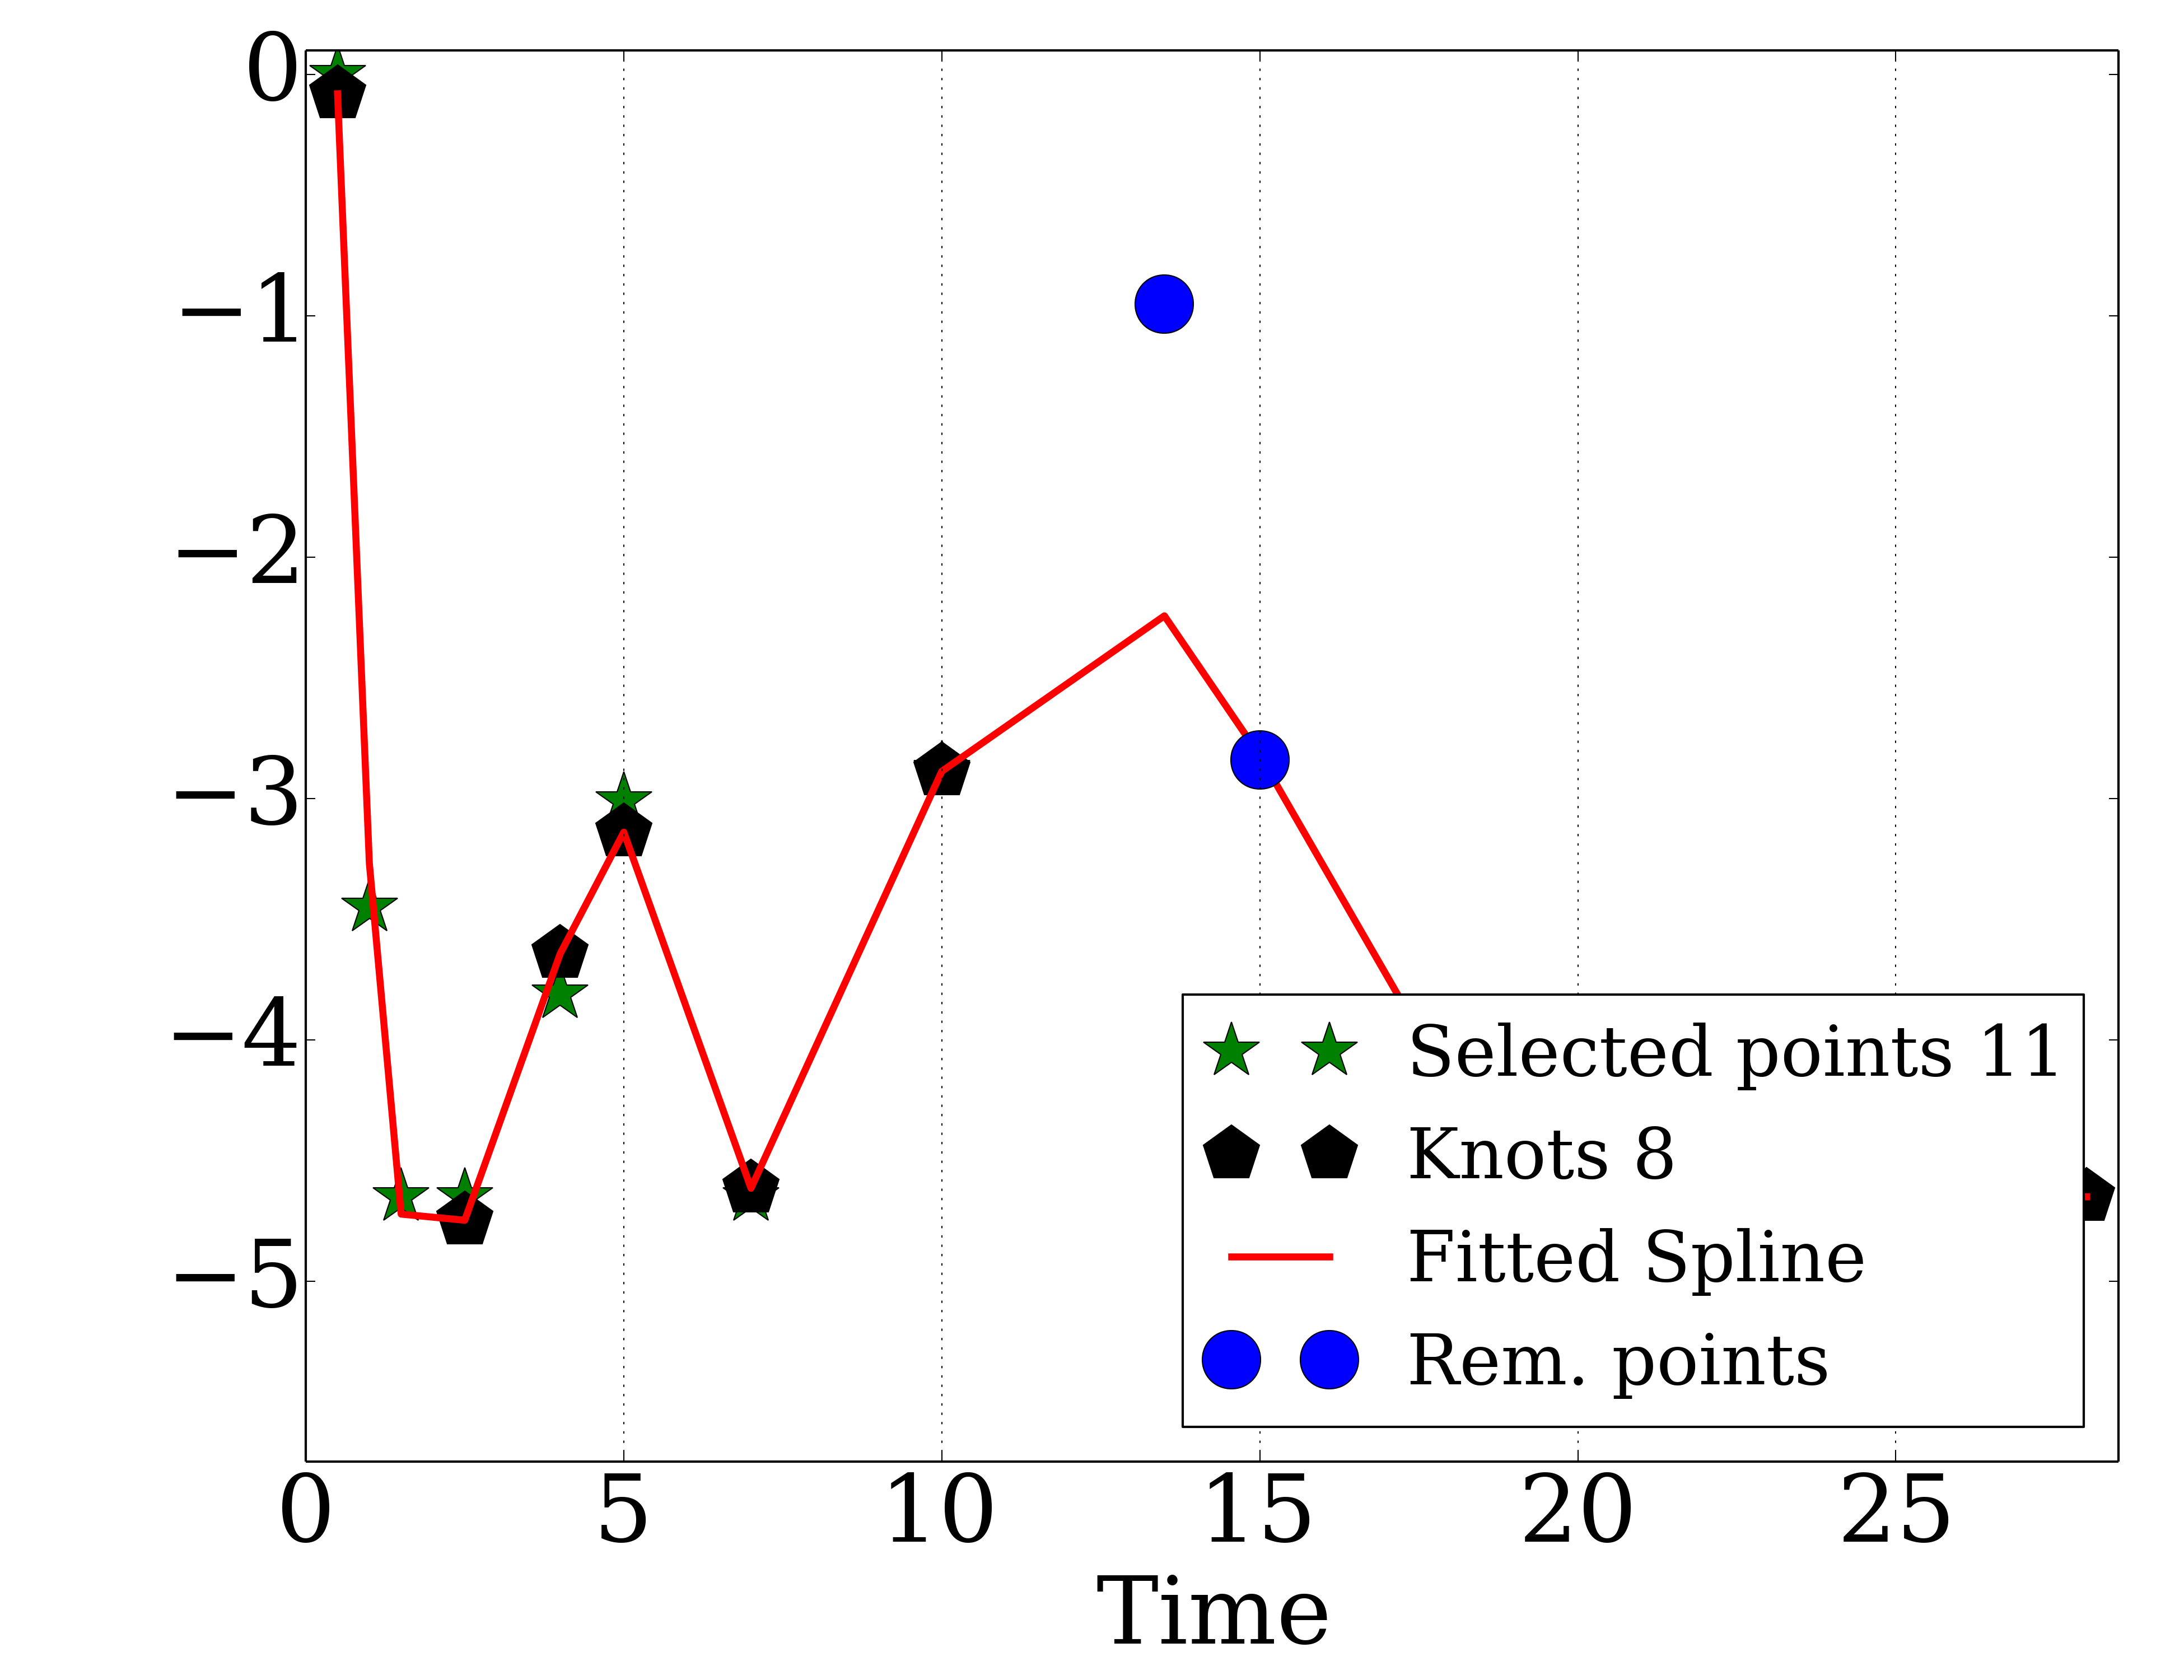 0
−1
−2
−3
−4
−5
Selected points 11
Knots 8
Fitted Spline
Rem. points
0 5 10 15 20 25
Time